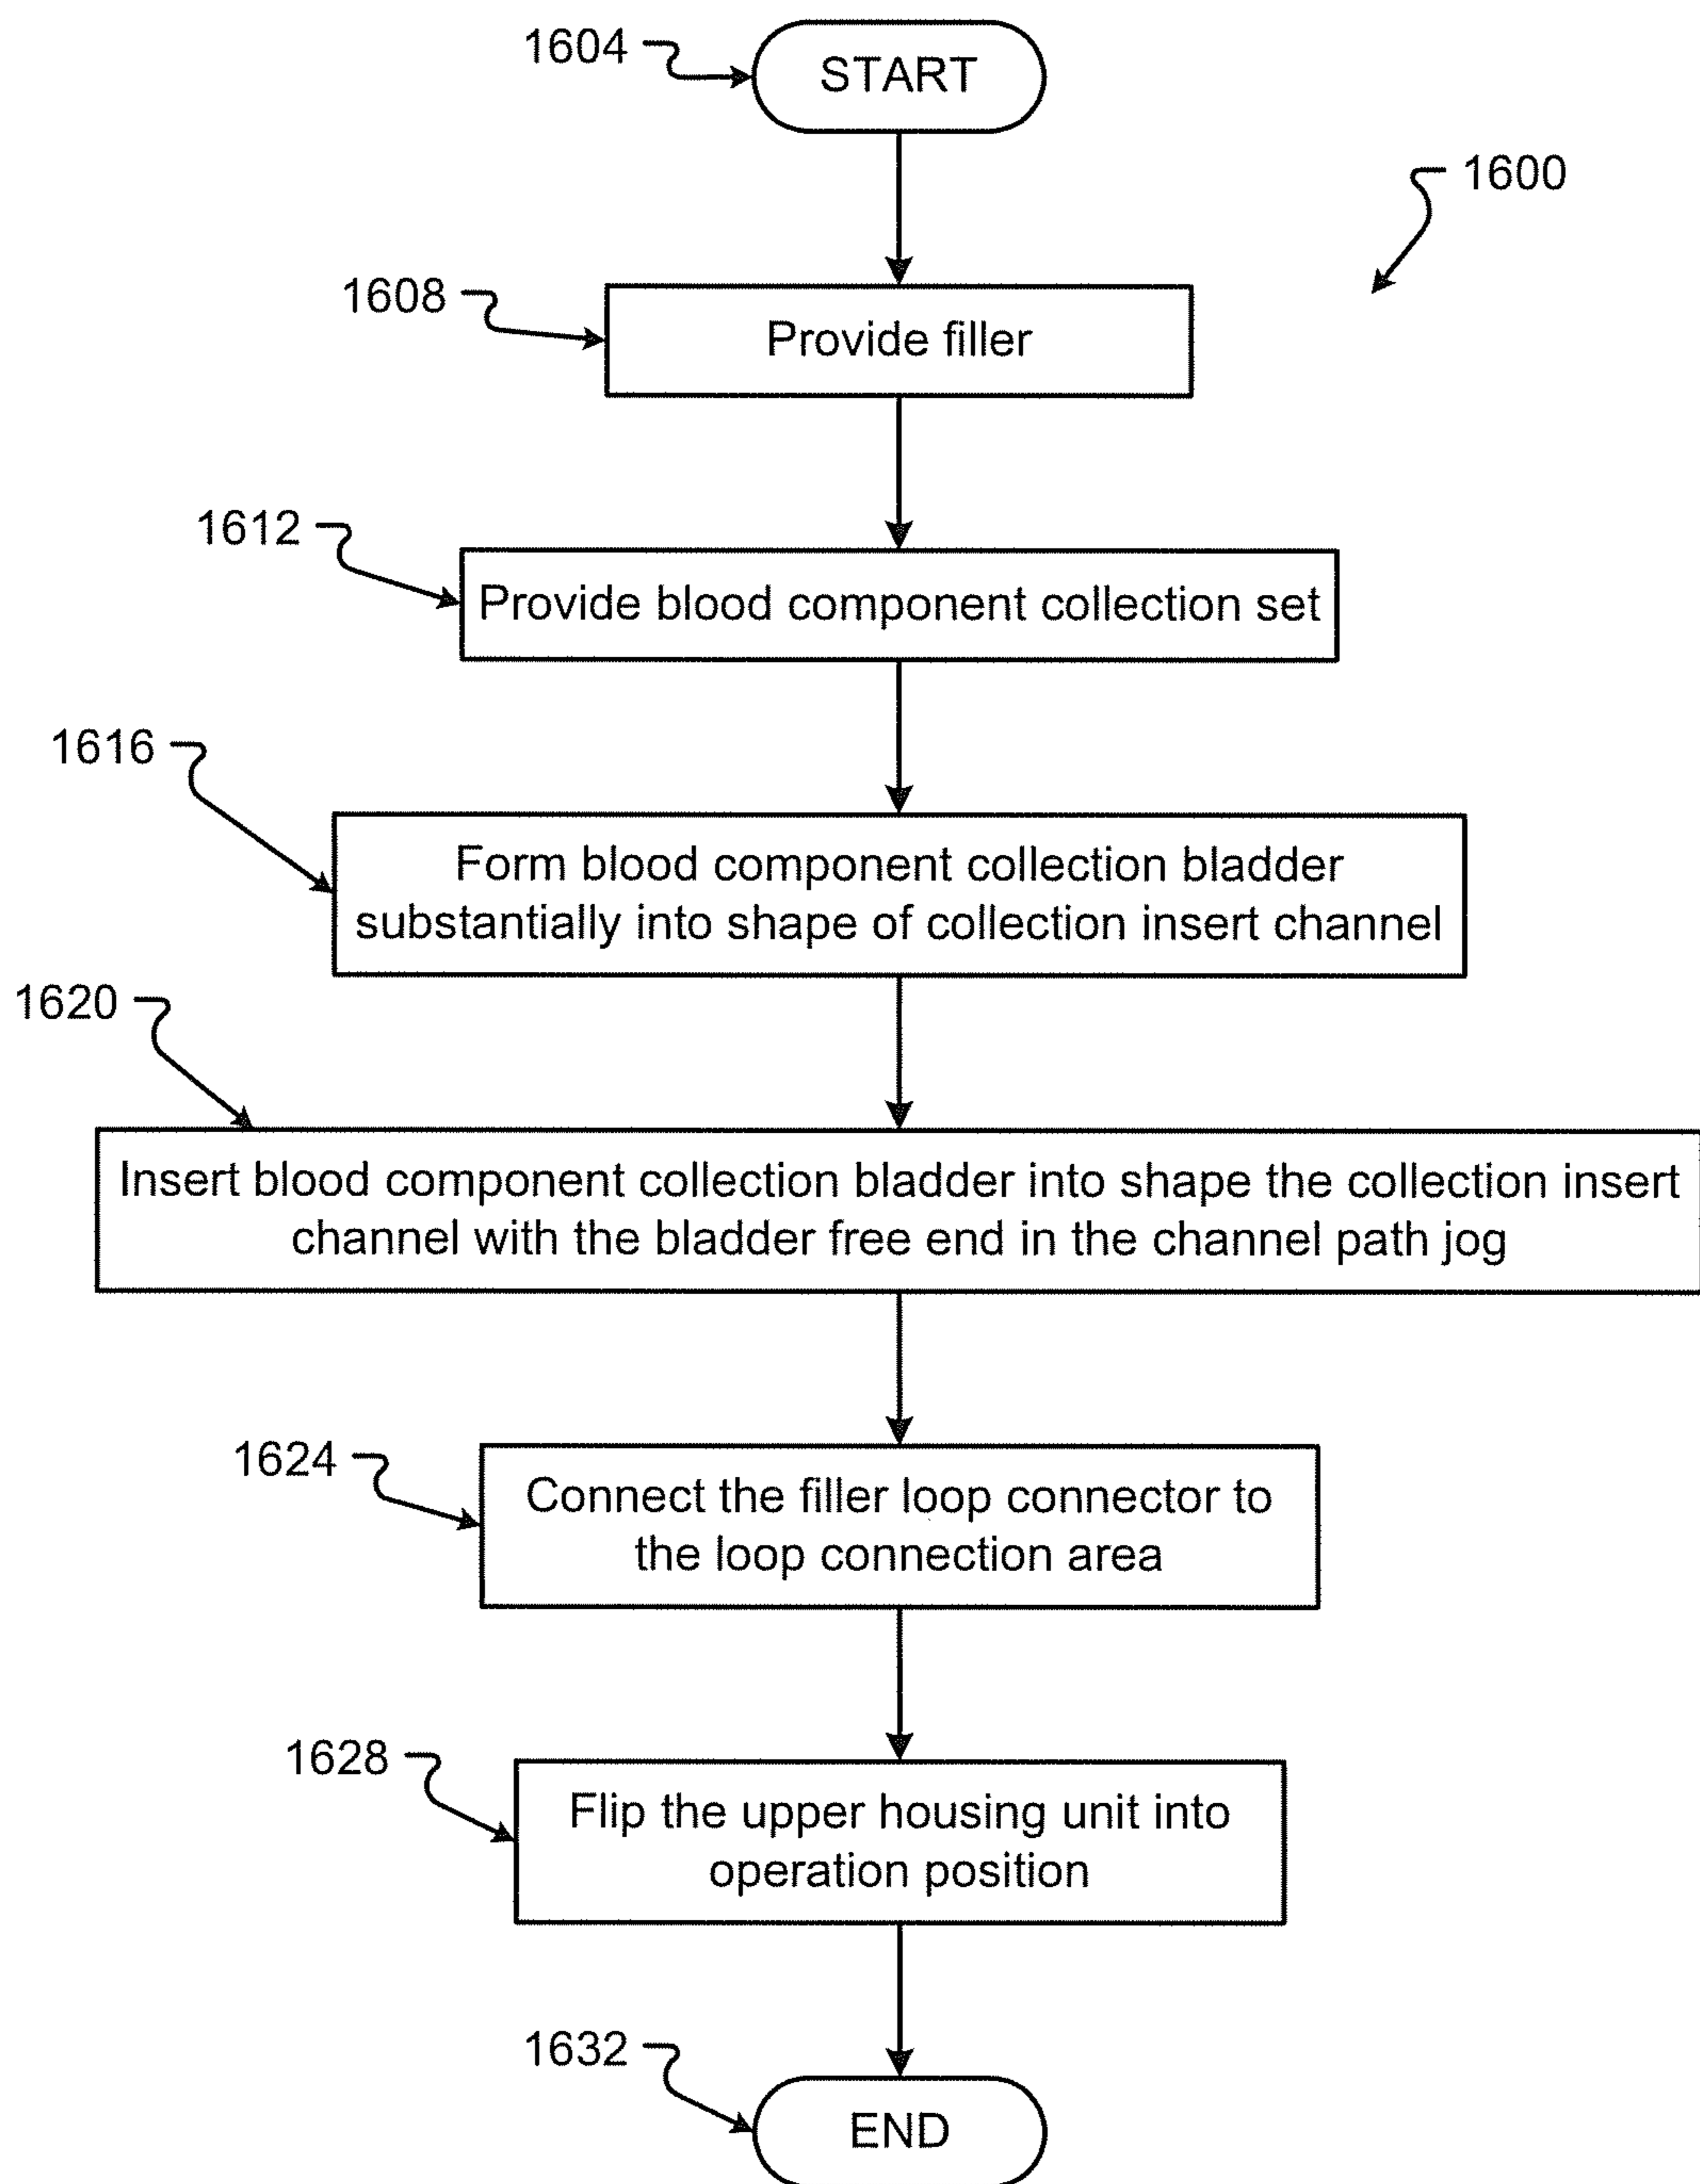 1604
START
1600
1608
Provide filler
1612
Provide blood component collection set
1616
Form blood component collection bladder
substantially into shape of collection insert channel
1620
Insert blood component collection bladder into shape the collection insert
channel with the bladder free end in the channel path jog
1624
Connect the filler loop connector to
the loop connection area
1628
Flip the upper housing unit into
operation position
1632
END